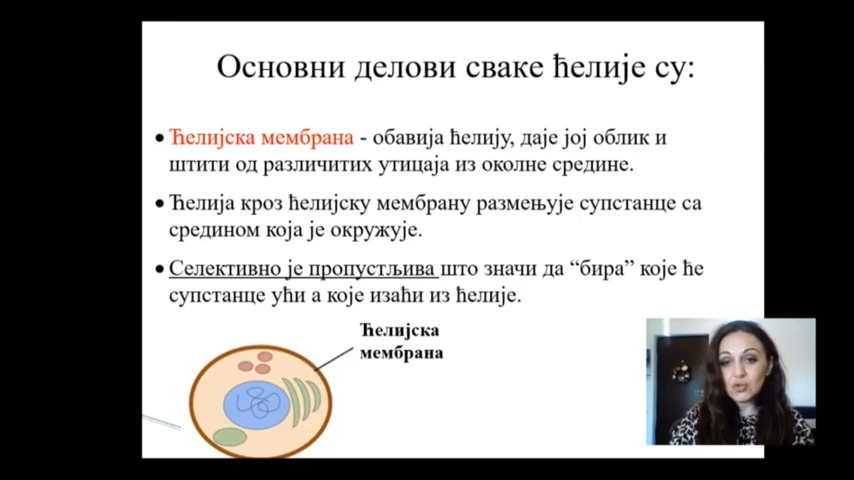 Основни делови сваке ћелије су:
• Ћелијска мембрана - обавија ћелију, даје јој облик и
штити од различитих утицаја из околне средине.
• Ћелија кроз ћелијску мембрану размењује супстанце са
средином која је окружује.
• Селективно је пропустљива што значи да “бира” које ће
супстанце ући а које изаћи из ћелије.
Ћелијска
мембрана